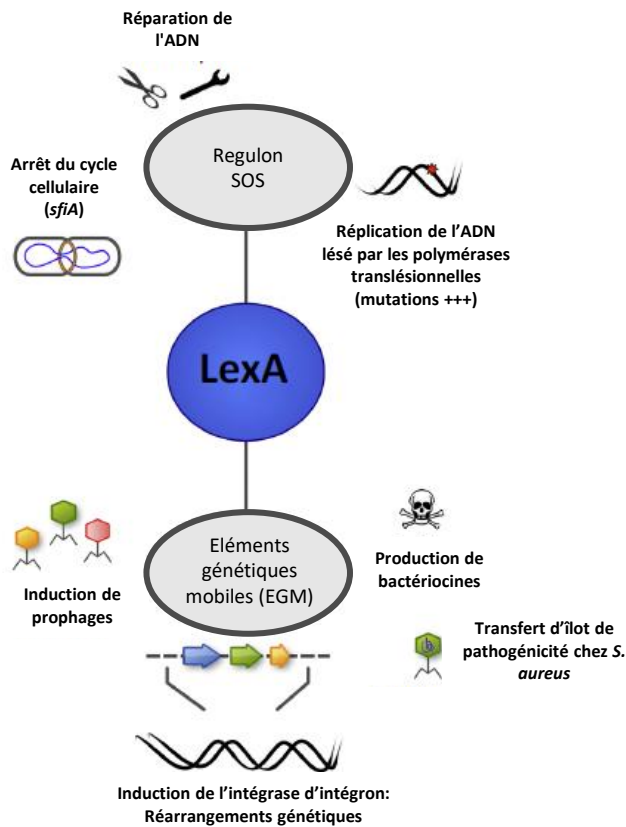 Réparation de
l'ADN
Regulon
SOS
Arrêt du cycle
cellulaire
(sfiA)
Réplication de l'ADN
lésé par les polymérases
translésionnelles
(mutations +++)
LexA
Eléments
génétiques
mobiles (EGM)
Induction de
prophages
Production de
bactériocines
b
Transfert d'îlot de
pathogénicité chez S.
aureus
Induction de l'intégrase d'intégron:
Réarrangements génétiques